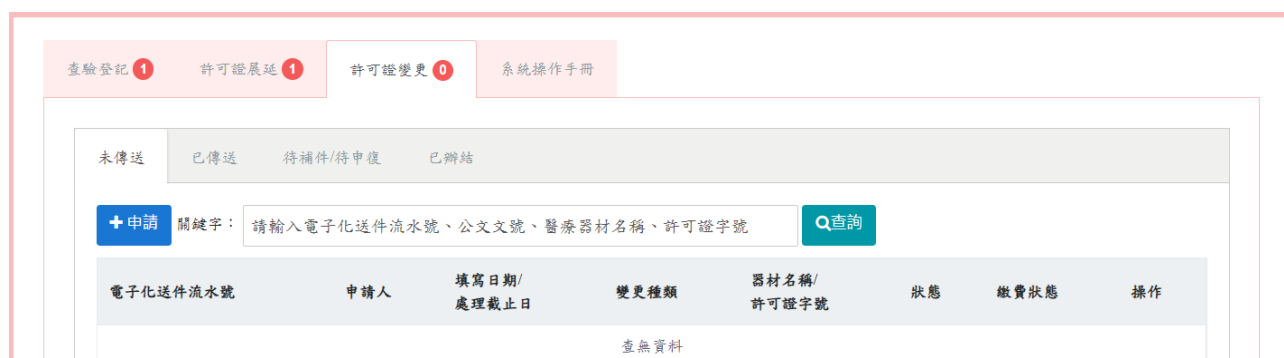 查驗登記 1 許可證展延 1 許可證變更 0 系統操作手冊
未傳送 已傳送 待補件/待申復 已辦結
申請 關鍵字： 請輸入電子化送件流水號、公文文號、醫療器材名稱、許可證字號 查詢
電子化送件流水號 申請人 填寫日期/ 變更種類 器材名稱/ 狀態 繳費狀態 操作
處理截止日 許可證字號
查無資料